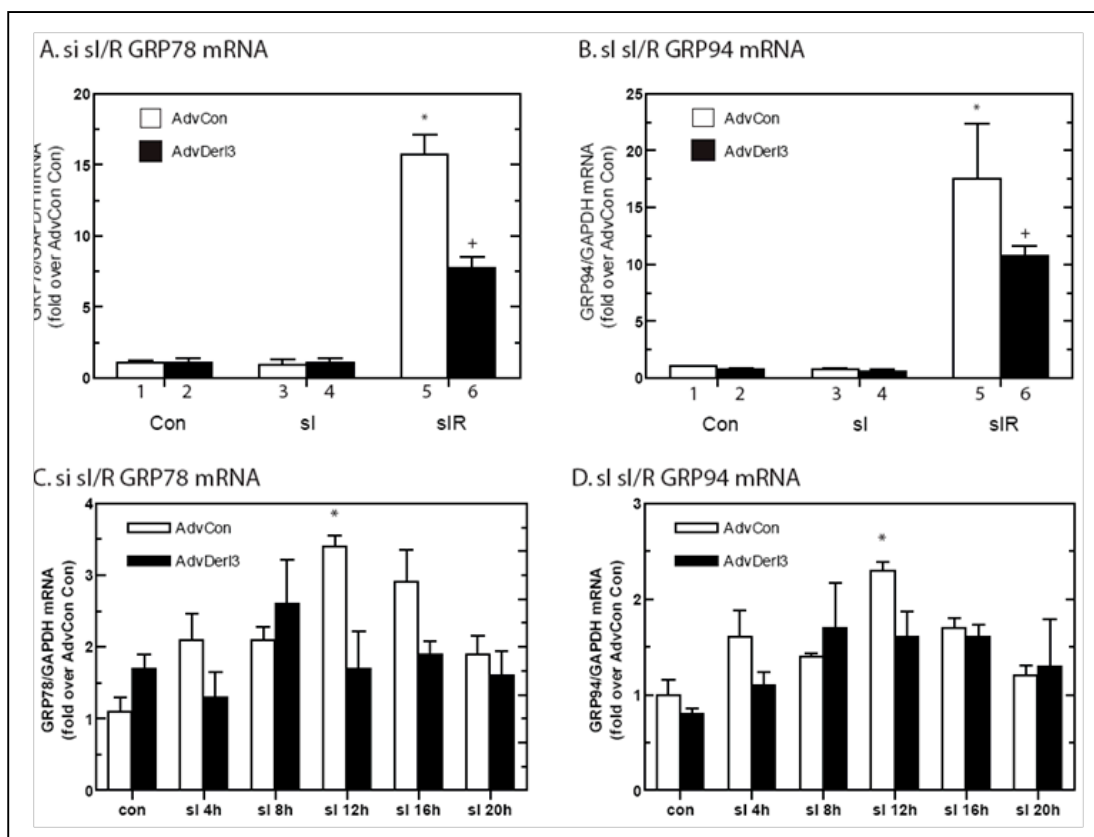 A. si sI/R GRP78 mRNA
GRP78/GAPDH mRNA
(fold over AdvCon Con)
20
15
10
5
0
AdvCon
AdvDerl3
*
+
1 2 3 4 5 6
Con sI sIR
B. sI sI/R GRP94 mRNA
GRP94/GAPDH mRNA
(fold over AdvCon Con)
25
20
15
10
5
0
AdvCon
AdvDerl3
*
+
1 2 3 4 5 6
Con sI sIR
C. si sI/R GRP78 mRNA
GRP78/GAPDH mRNA
(fold over AdvCon Con)
4
3
2
1
0
AdvCon
AdvDerl3
*
con sI 4h sI 8h sI 12h sI 16h sI 20h
D. sI sI/R GRP94 mRNA
GRP94/GAPDH mRNA
(fold over AdvCon Con)
3
2
1
0
AdvCon
AdvDerl3
*
con sI 4h sI 8h sI 12h sI 16h sI 20h